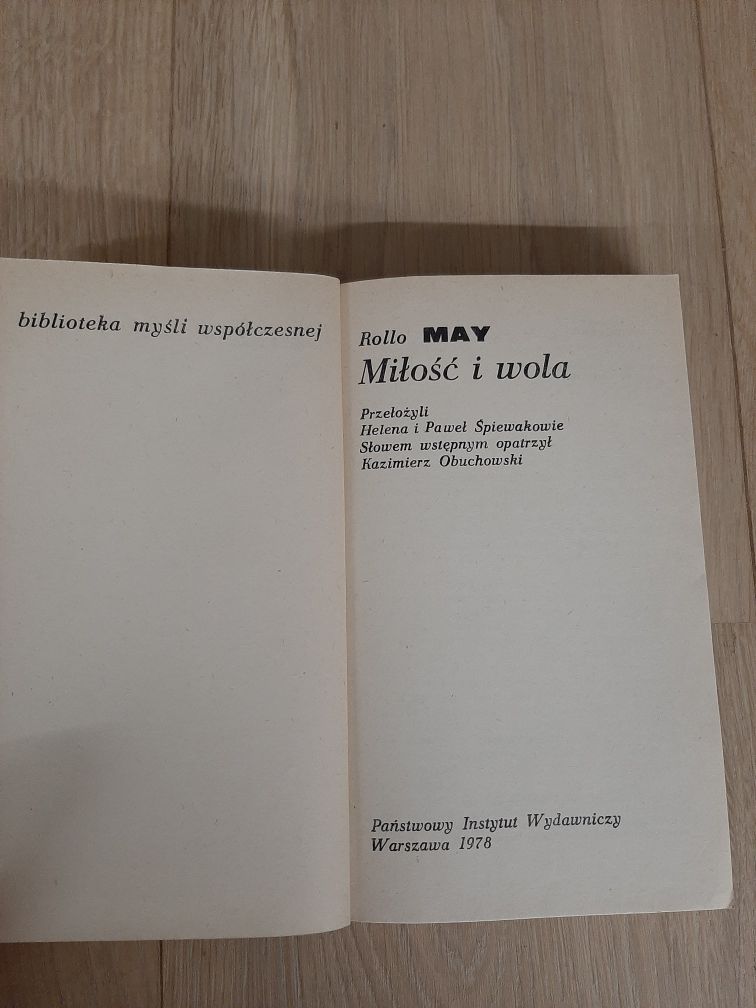 biblioteka myśli współczesnej
Rollo MAY
Miłość i wola
Przełożyli
Helena i Paweł Śpiewakowie
Słowem wstępnym opatrzył
Kazimierz Obuchowski
Państwowy Instytut Wydawniczy
Warszawa 1978